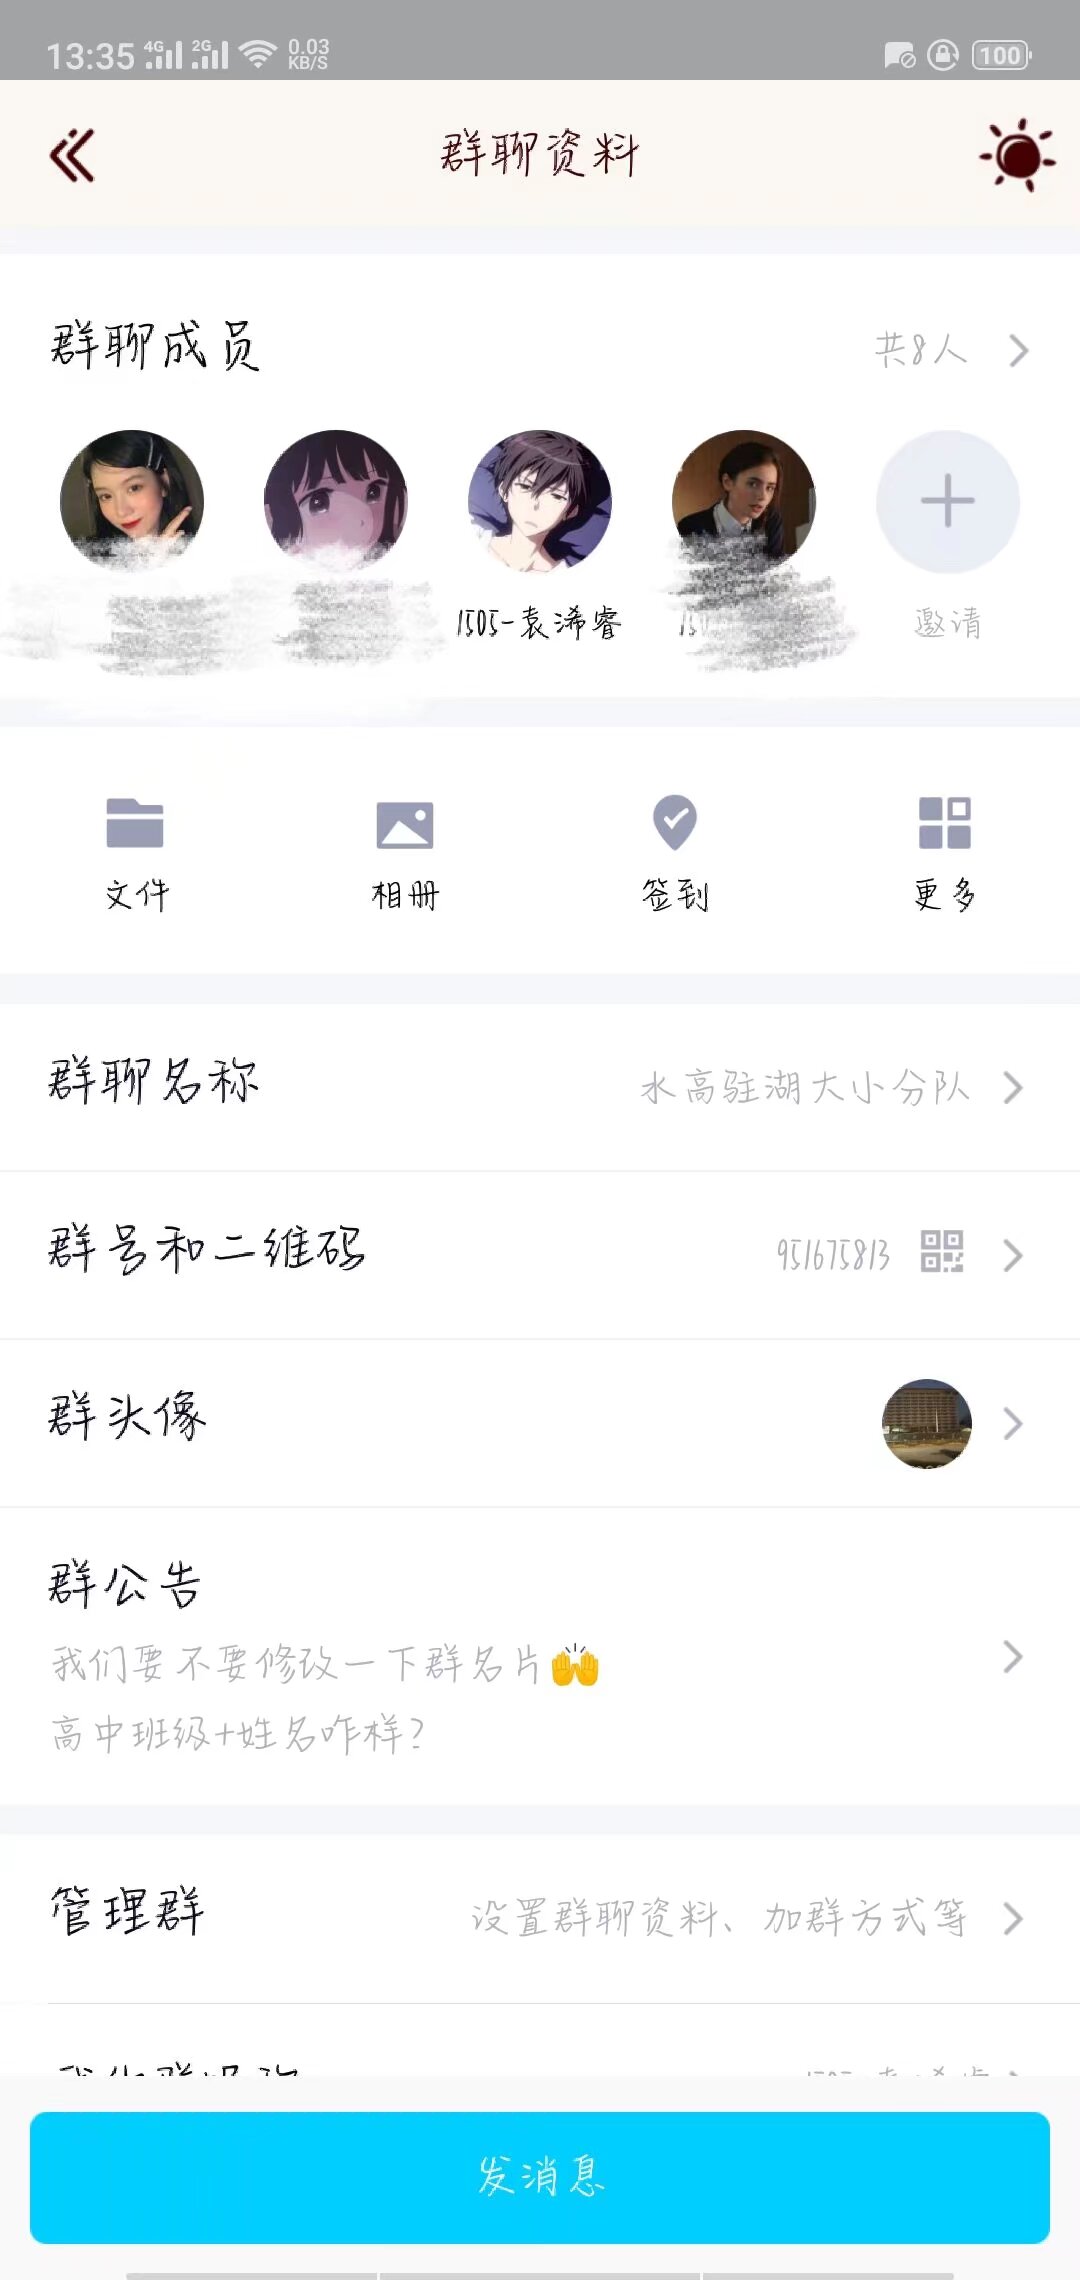 13:35 4G 2G 0.03 KB/S 100
群聊资料
群聊成员 共8人
1505-袁浠睿 邀请
文件 相册 签到 更多
群聊名称 水高驻湖大小分队
群号和二维码 951675813
群头像
群公告
我们要不要修改一下群名片🙌
高中班级+姓名咋样?
管理群 设置群聊资料、加群方式等
发消息